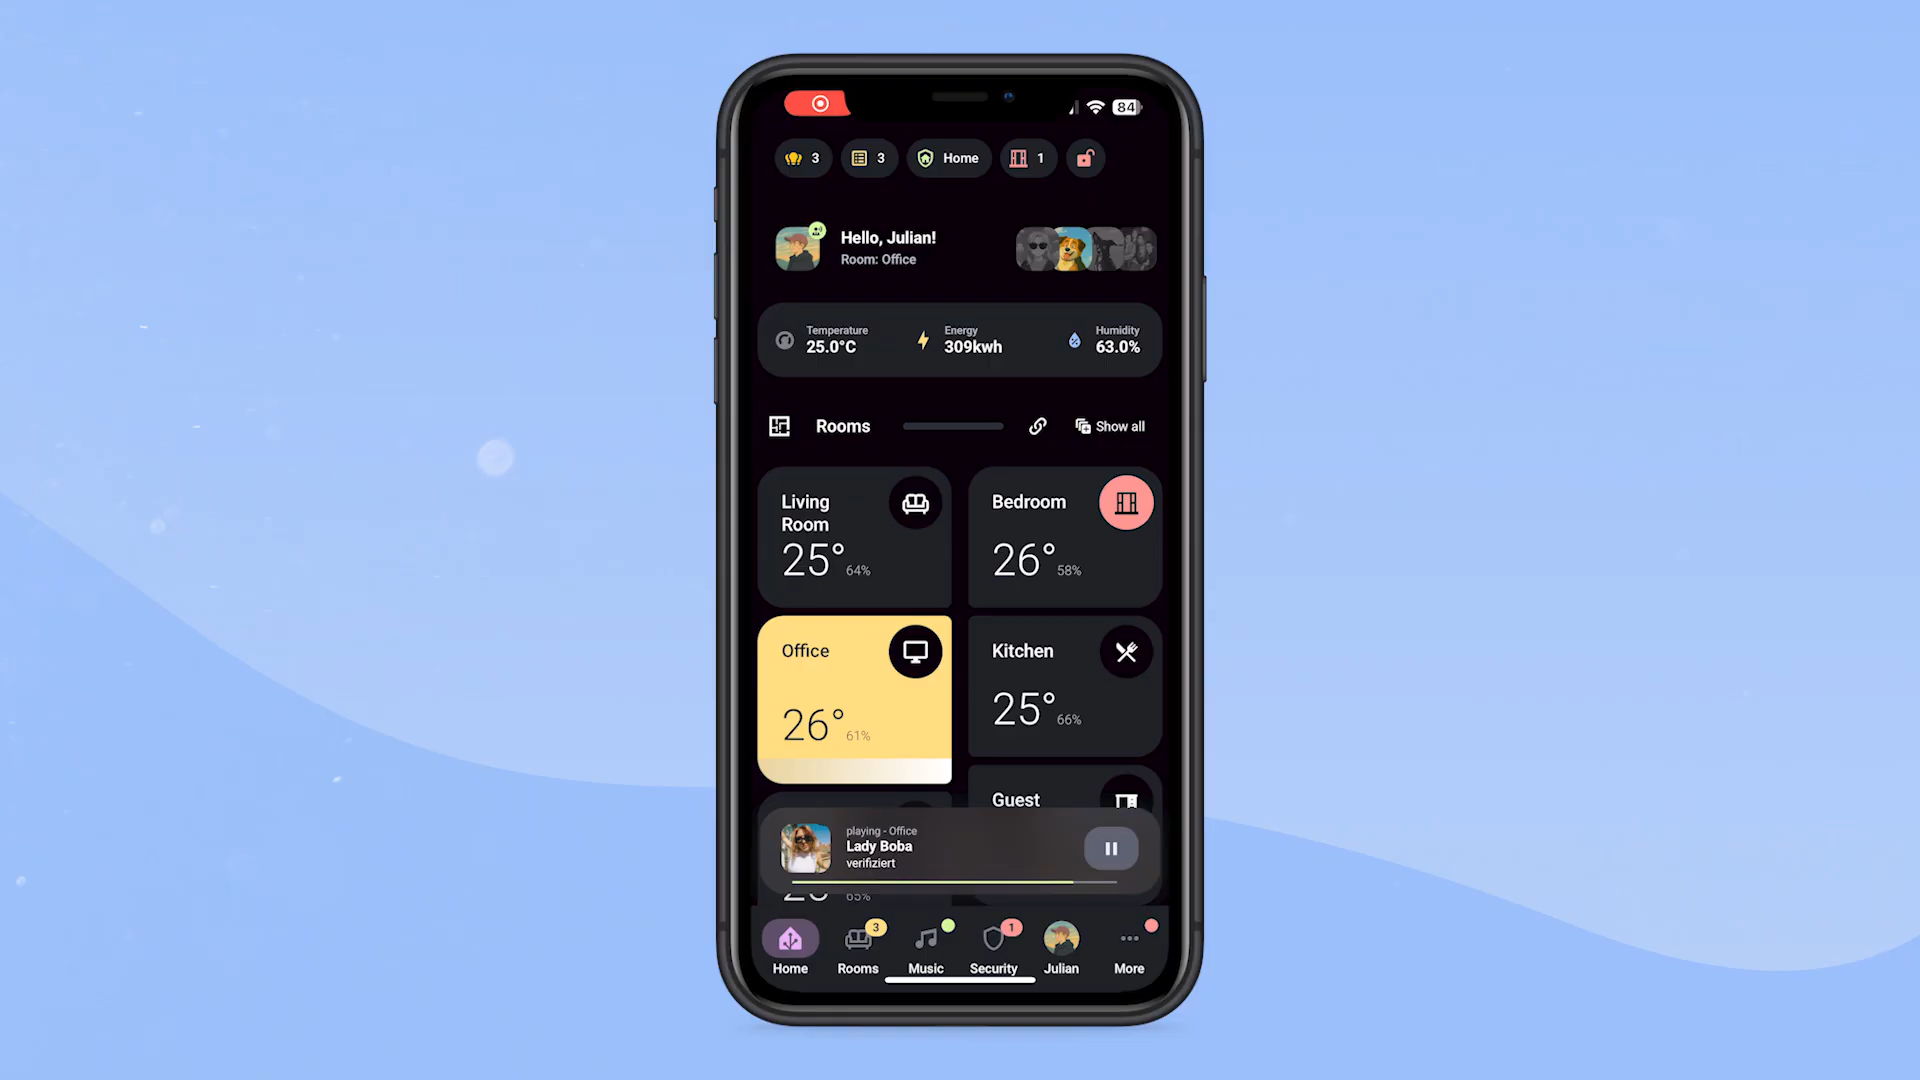 84
3
3
Home
1
Hello, Julian!
Room: Office
Temperature
25.0°C
Energy
309kwh
Humidity
63.0%
Rooms
Show all
Living
Room
25° 64%
Bedroom
26° 58%
Office
26° 61%
Kitchen
25° 66%
Guest
playing - Office
Lady Boba
verifiziert
65%
3
1
Home
Rooms
Music
Security
Julian
More